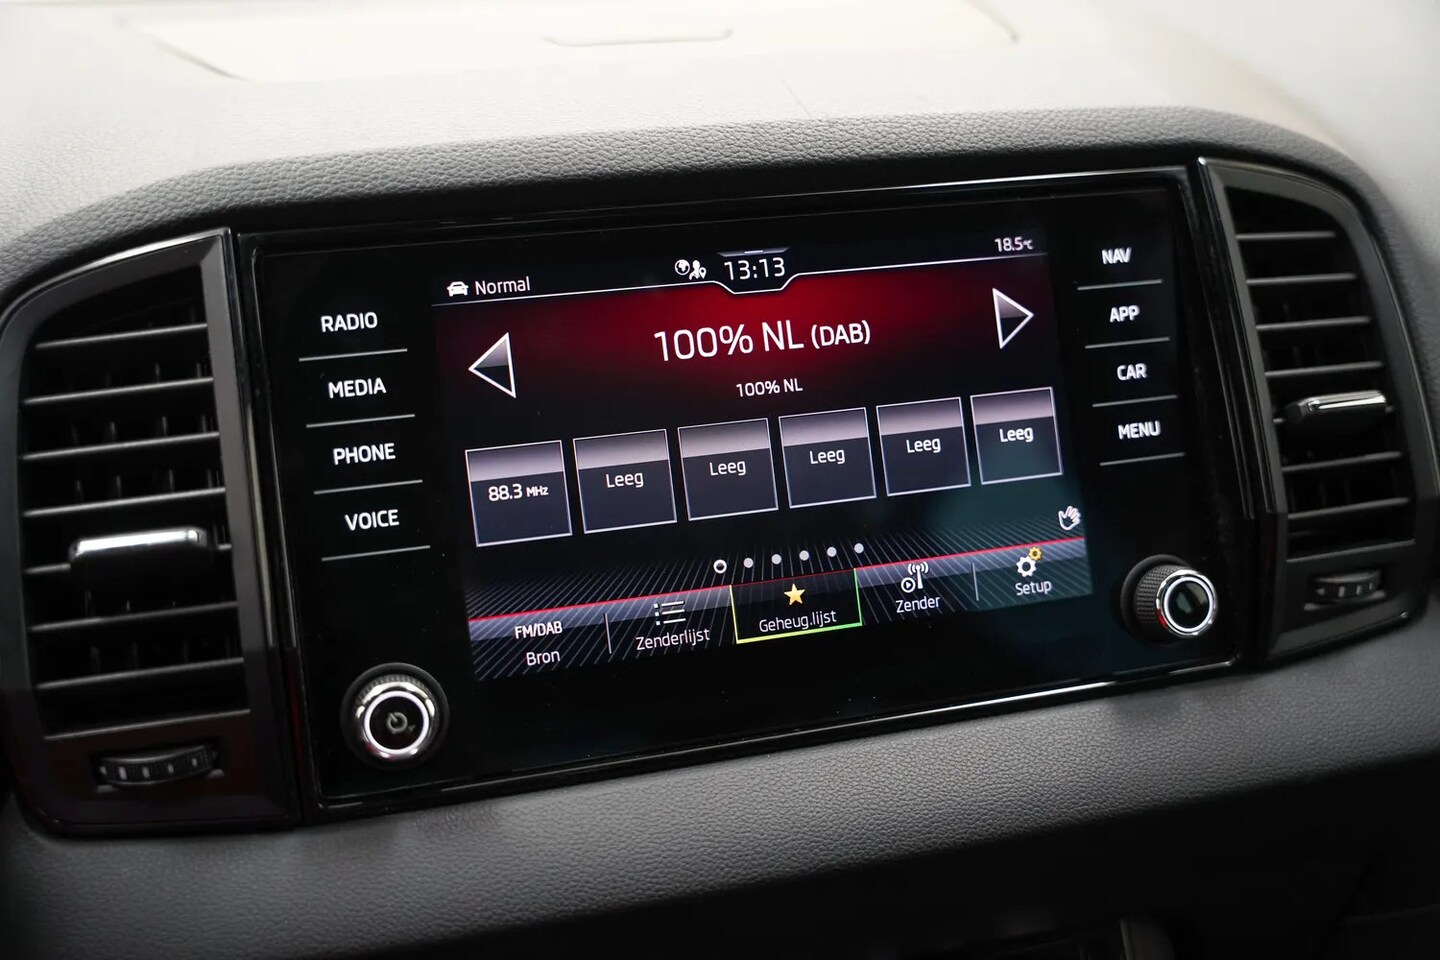 RADIO
MEDIA
PHONE
VOICE
Normal
13:13
18.5°C
100% NL (DAB)
100% NL
88.3 MHz
Leeg
Leeg
Leeg
Leeg
Leeg
FM/DAB
Bron
Zenderlijst
Geheug.lijst
Zender
Setup
NAV
APP
CAR
MENU